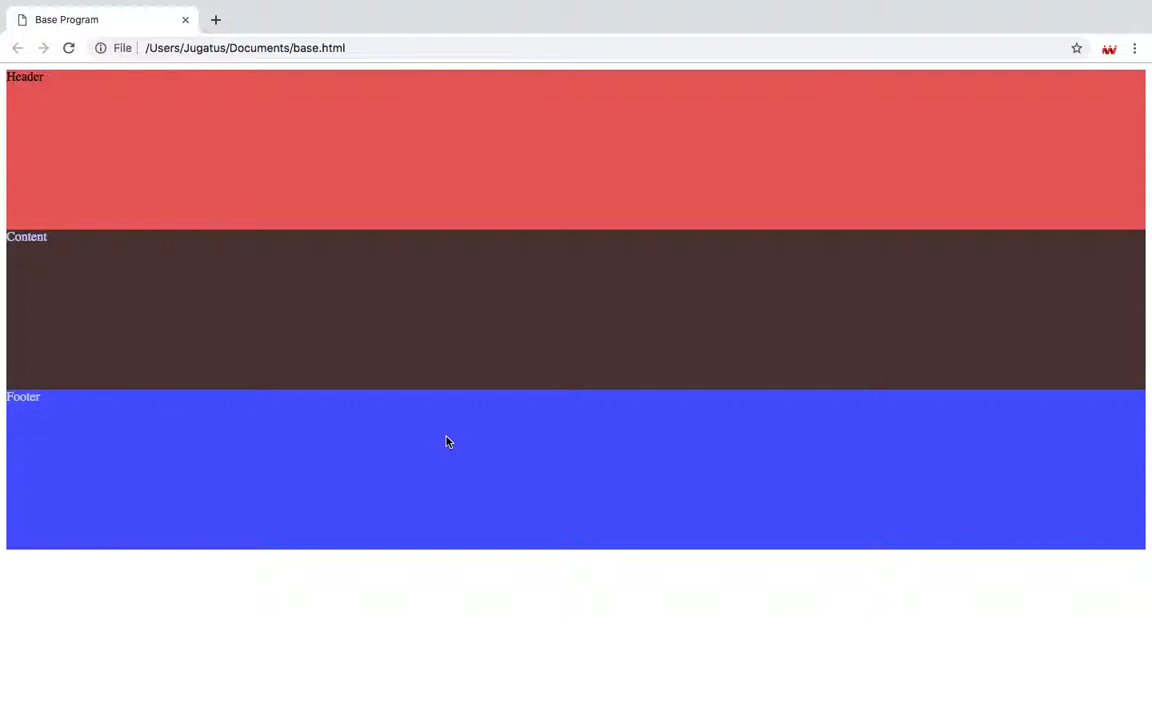 Base Program
File
/Users/Jugatus/Documents/base.html
Header
Content
Footer